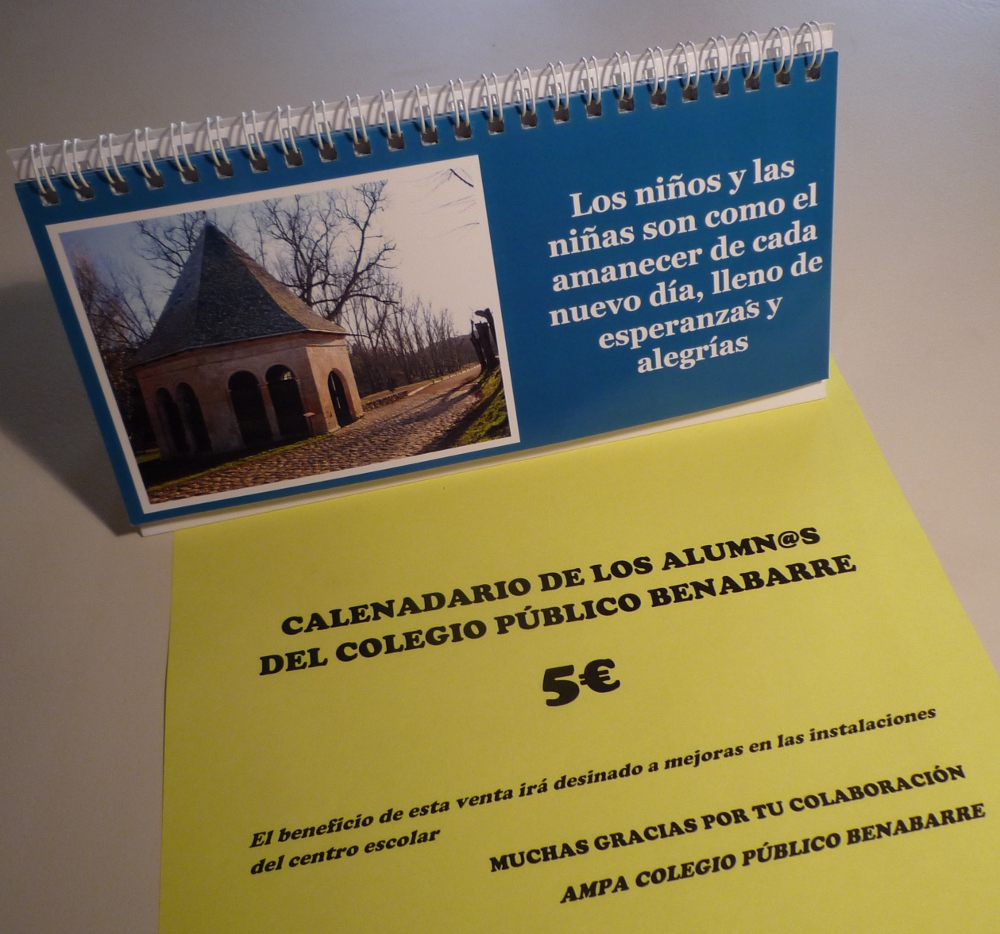 Los niños y las
niñas son como el
amanecer de cada
nuevo día, lleno de
esperanzaś y
alegrías
CALENADARIO DE LOS ALUMN@S
DEL COLEGIO PÚBLICO BENABARRE
5€
El beneficio de esta venta irá desinado a mejoras en las instalaciones
del centro escolar
MUCHAS GRACIAS POR TU COLABORACIÓN
AMPA COLEGIO PÚBLICO BENABARRE